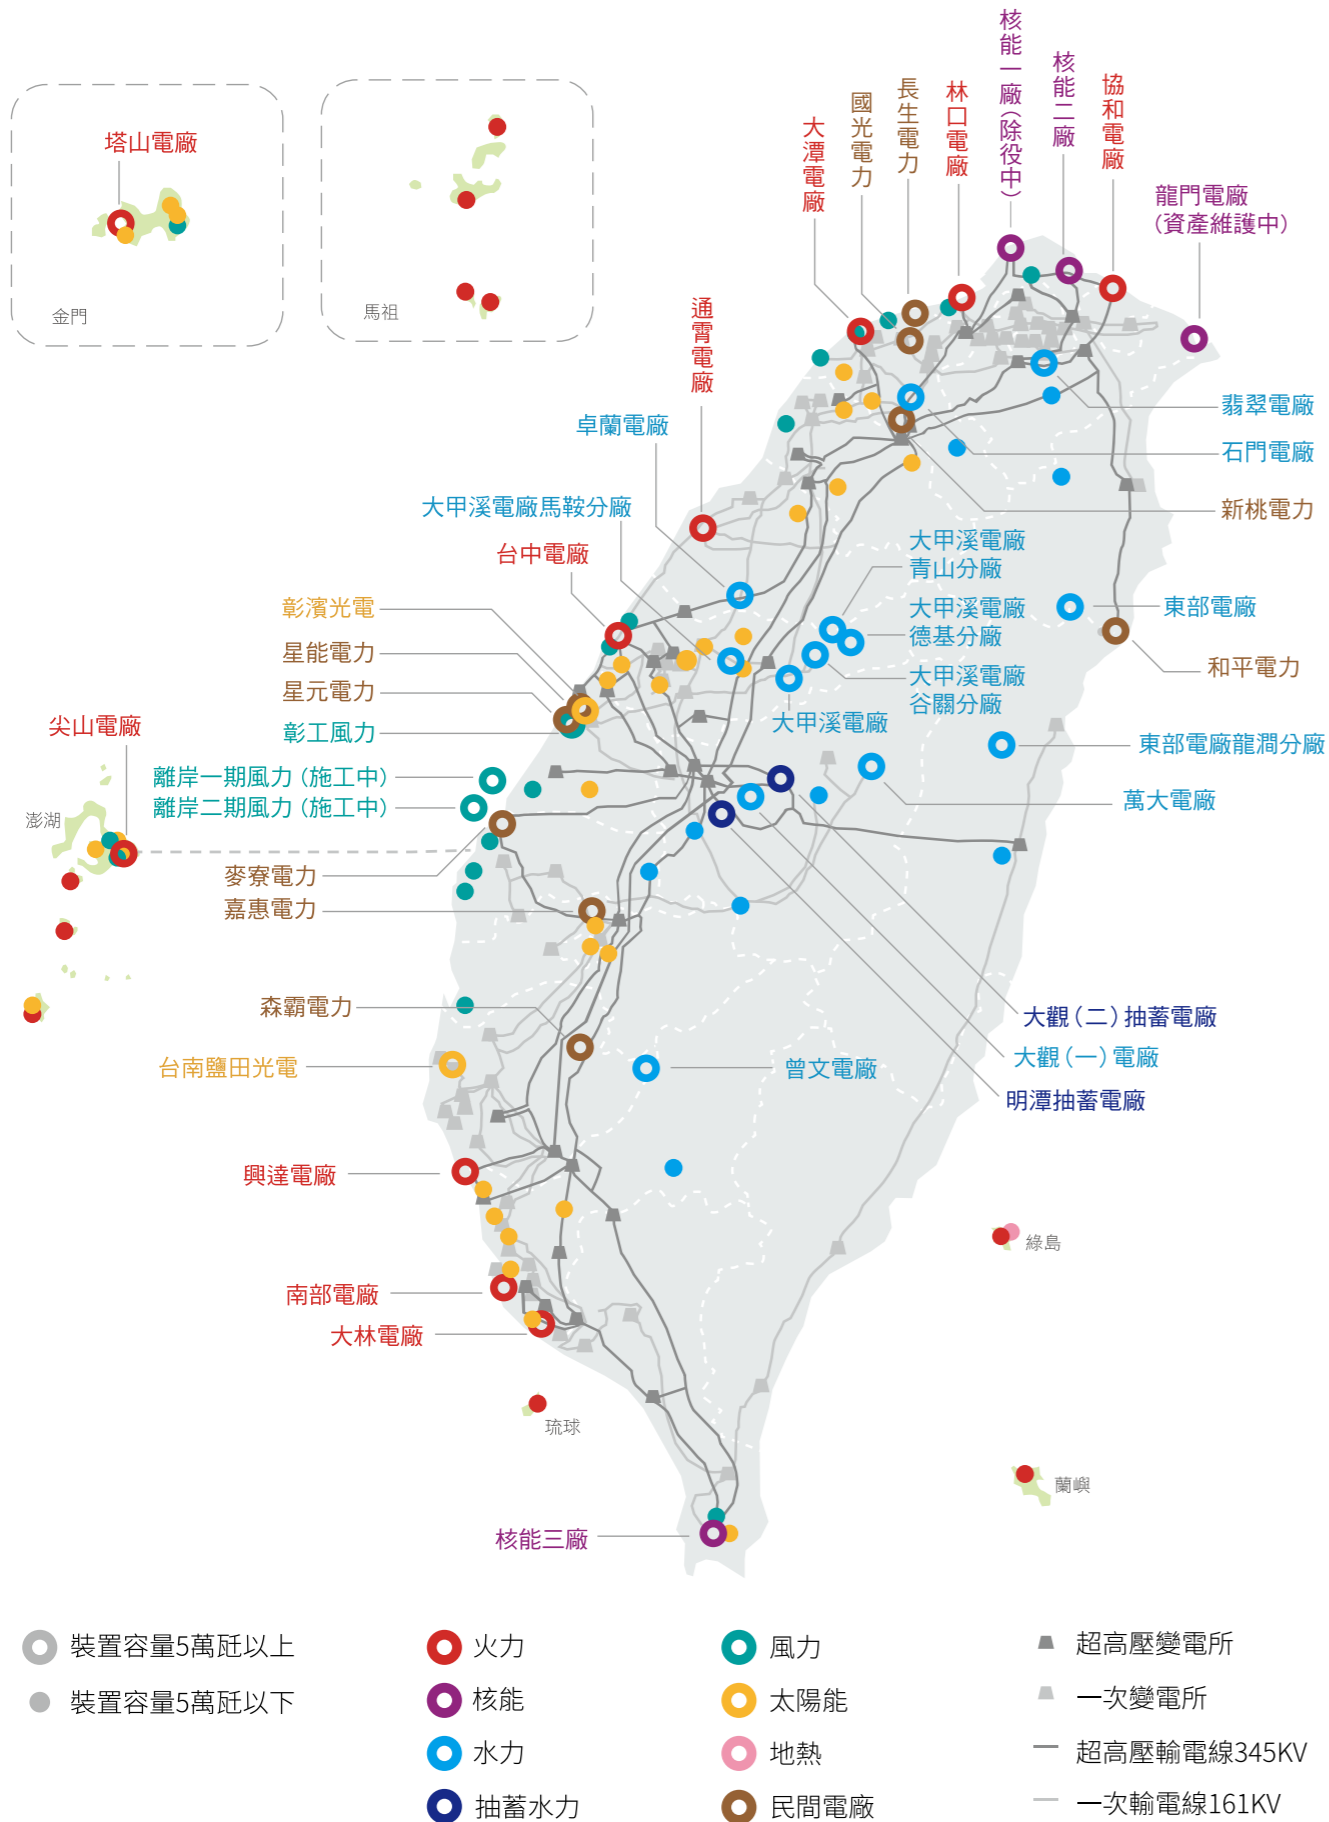 核能一廠(除役中)
核能二廠
協和電廠
林口電廠
長生電力
國光電力
大潭電廠
龍門電廠
(資產維護中)
塔山電廠
金門
馬祖
通霄電廠
卓蘭電廠
大甲溪電廠馬鞍分廠
台中電廠
彰濱光電
星能電力
星元電力
彰工風力
離岸一期風力(施工中)
離岸二期風力(施工中)
尖山電廠
澎湖
麥寮電力
嘉惠電力
森霸電力
台南鹽田光電
興達電廠
南部電廠
大林電廠
琉球
核能三廠
翡翠電廠
石門電廠
新桃電力
大甲溪電廠
青山分廠
大甲溪電廠
德基分廠
大甲溪電廠
谷關分廠
大甲溪電廠
東部電廠
和平電力
東部電廠龍澗分廠
萬大電廠
大觀(二)抽蓄電廠
大觀(一)電廠
明潭抽蓄電廠
曾文電廠
綠島
蘭嶼
裝置容量5萬瓩以上
裝置容量5萬瓩以下
火力
核能
水力
抽蓄水力
風力
太陽能
地熱
民間電廠
超高壓變電所
一次變電所
超高壓輸電線345KV
一次輸電線161KV